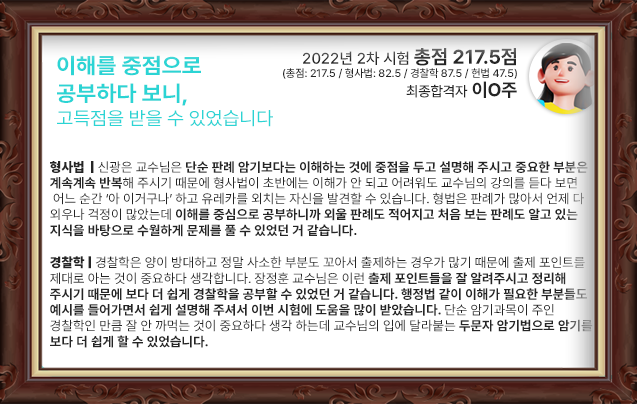 이해를 중점으로
공부하다 보니,
고득점을 받을 수 있었습니다
2022년 2차 시험 총점 217.5점
(총점: 217.5 / 형사법: 82.5 / 경찰학 87.5 / 헌법 47.5)
최종합격자 이O주
형사법 ┃신광은 교수님은 단순 판례 암기보다는 이해하는 것에 중점을 두고 설명해 주시고 중요한 부분은
계속계속 반복해 주시기 때문에 형사법이 초반에는 이해가 안 되고 어려워도 교수님의 강의를 듣다 보면
어느 순간 '아 이거구나' 하고 유레카를 외치는 자신을 발견할 수 있습니다. 형법은 판례가 많아서 언제 다
외우나 걱정이 많았는데 이해를 중심으로 공부하니까 외울 판례도 적어지고 처음 보는 판례도 알고 있는
지식을 바탕으로 수월하게 문제를 풀 수 있었던 거 같습니다.
경찰학┃경찰학은 양이 방대하고 정말 사소한 부분도 꼬아서 출제하는 경우가 많기 때문에 출제 포인트를
제대로 아는 것이 중요하다 생각합니다. 장정훈 교수님은 이런 출제 포인트들을 잘 알려주시고 정리해
주시기 때문에 보다 더 쉽게 경찰학을 공부할 수 있었던 거 같습니다. 행정법 같이 이해가 필요한 부분들도
예시를 들어가면서 쉽게 설명해 주셔서 이번 시험에 도움을 많이 받았습니다. 단순 암기과목이 주인
경찰학인 만큼 잘 안 까먹는 것이 중요하다 생각 하는데 교수님의 입에 달라붙는 두문자 암기법으로 암기를
보다 더 쉽게 할 수 있었습니다.